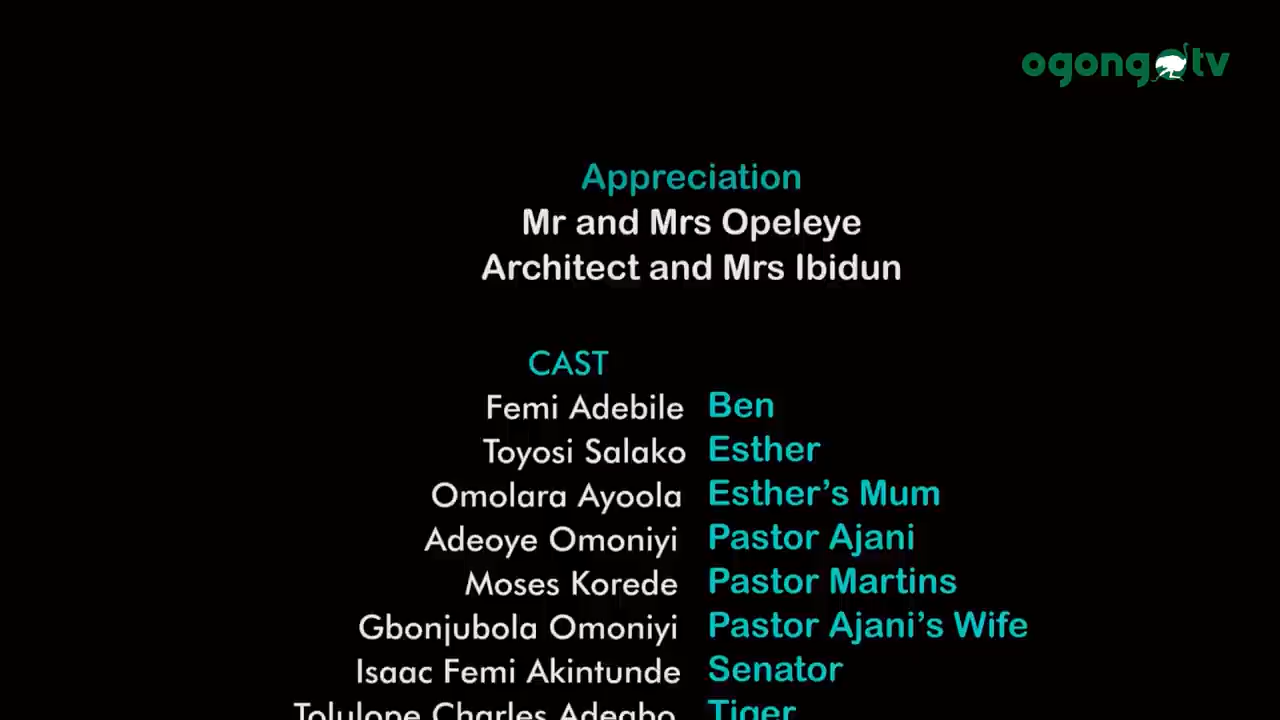 ogongotv
Appreciation
Mr and Mrs Opeleye
Architect and Mrs Ibidun
CAST
Femi Adebile Ben
Toyosi Salako Esther
Omolara Ayoola Esther’s Mum
Adeoye Omoniyi Pastor Ajani
Moses Korede Pastor Martins
Gbonjubola Omoniyi Pastor Ajani’s Wife
Isaac Femi Akintunde Senator
Tolulope Charles Adegbo Tiger